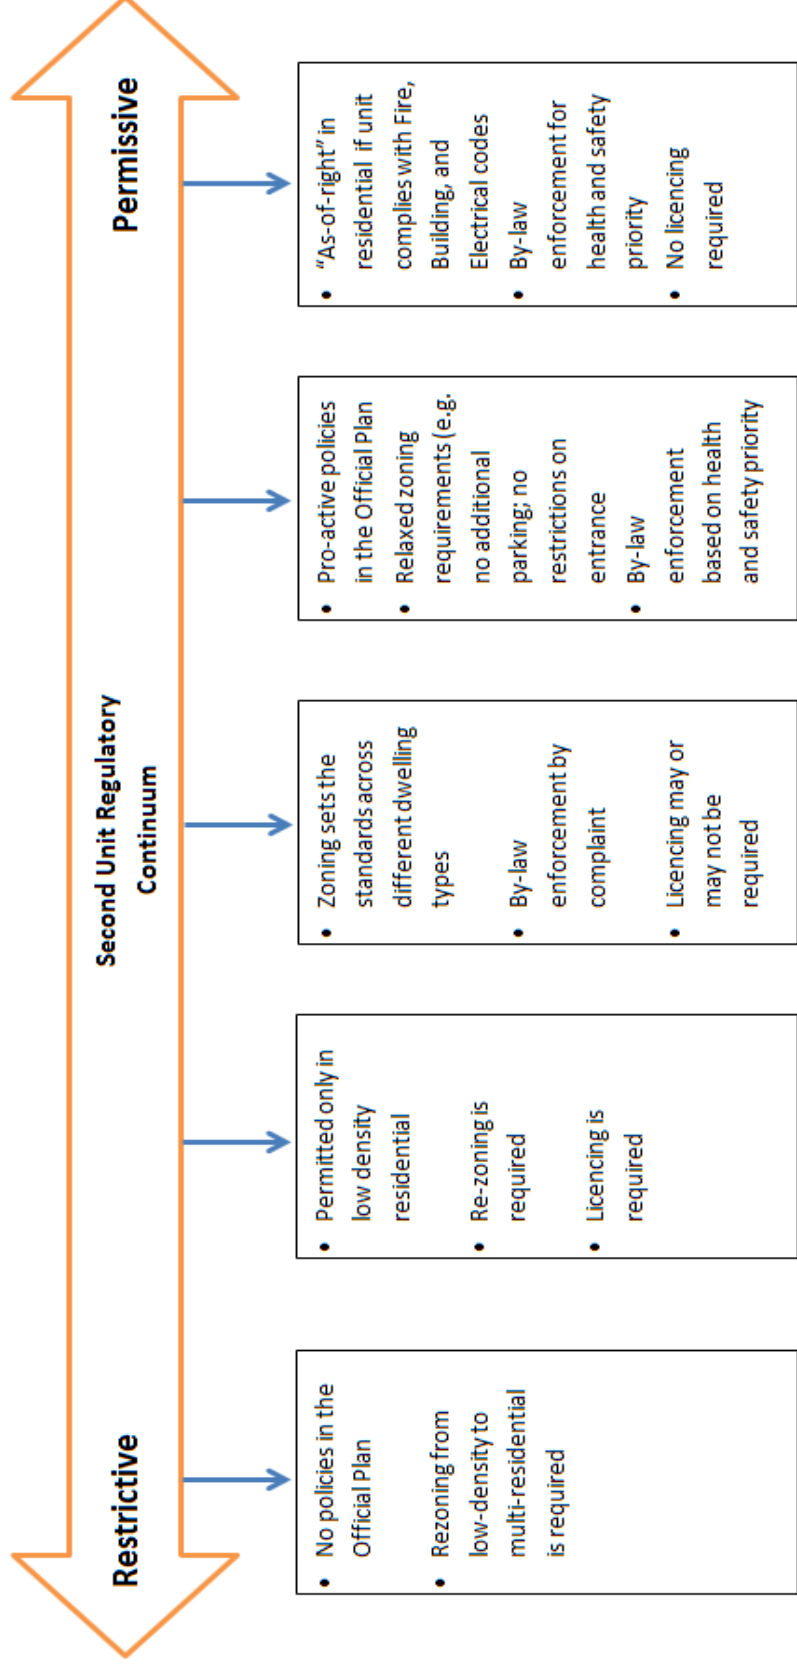 Second Unit Regulatory
Continuum
Restrictive
Permissive
• No policies in the
Official Plan
• Rezoning from
low-density to
multi-residential
is required
• Permitted only in
low density
residential
• Re-zoning is
required
• Licencing is
required
• Zoning sets the
standards across
different dwelling
types
• By-law
enforcement by
complaint
• Licencing may or
may not be
required
• Pro-active policies
in the Official Plan
• Relaxed zoning
requirements (e.g.
no additional
parking; no
restrictions on
entrance
• By-law
enforcement
based on health
and safety priority
• "As-of-right" in
residential if unit
complies with Fire,
Building, and
Electrical codes
• By-law
enforcement for
health and safety
priority
• No licencing
required